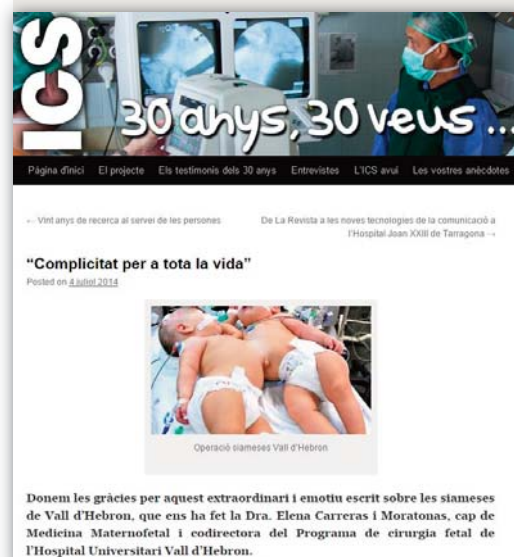 ICS
30 anys, 30 veus ...
Pàgina d'inici El projecte Els testimonis dels 30 anys Entrevistes L'ICS avui Les vostres anècdotes
← Vint anys de recerca al servei de les persones
De La Revista a les noves tecnologies de la comunicació a
l'Hospital Joan XXIII de Tarragona →
“Complicitat per a tota la vida”
Posted on 4 juliol 2014
Operació siameses Vall d'Hebron
Donem les gràcies per aquest extraordinari i emotiu escrit sobre les siameses
de Vall d'Hebron, que ens ha fet la Dra. Elena Carreras i Moratonas, cap de
Medicina Maternofetal i codirectora del Programa de cirurgia fetal de
l'Hospital Universitari Vall d'Hebron.